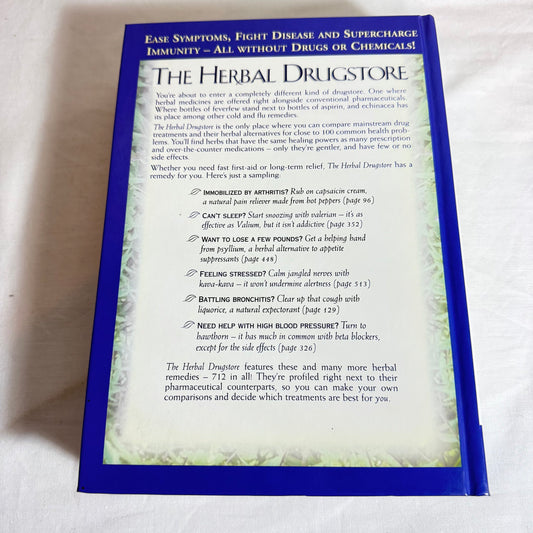 EASE SYMPTOMS, FIGHT DISEASE AND SUPERCHARGE
IMMUNITY – ALL WITHOUT DRUGS OR CHEMICALS!
THE HERBAL DRUGSTORE
You're about to enter a completely different kind of drugstore. One where
herbal medicines are offered right alongside conventional pharmaceuticals.
Where bottles of feverfew stand next to bottles of aspirin, and echinacea has
its place among other cold and flu remedies.
The Herbal Drugstore is the only place where you can compare mainstream drug
treatments and their herbal alternatives for close to 100 common health prob-
lems. You'll find herbs that have the same healing powers as many prescription
and over-the-counter medications – only they're gentler, and have few or no
side effects.
Whether you need fast first-aid or long-term relief, The Herbal Drugstore has a
remedy for you. Here's just a sampling:
IMMOBILIZED BY ARTHRITIS? Rub on capsaicin cream,
a natural pain reliever made from hot peppers (page 96)
CAN'T SLEEP? Start snoozing with valerian – it's as
effective as Valium, but it isn't addictive (page 352)
WANT TO LOSE A FEW POUNDS? Get a helping hand
from psyllium, a herbal alternative to appetite
suppressants (page 448)
FEELING STRESSED? Calm jangled nerves with
kava-kava – it won't undermine alertness (page 513)
BATTLING BRONCHITIS? Clear up that cough with
liquorice, a natural expectorant (page 129)
NEED HELP WITH HIGH BLOOD PRESSURE? Turn to
hawthorn – it has much in common with beta blockers,
except for the side effects (page 326)
The Herbal Drugstore features these and many more herbal
remedies – 712 in all! They're profiled right next to their
pharmaceutical counterparts, so you can make your own
comparisons and decide which treatments are best for you.